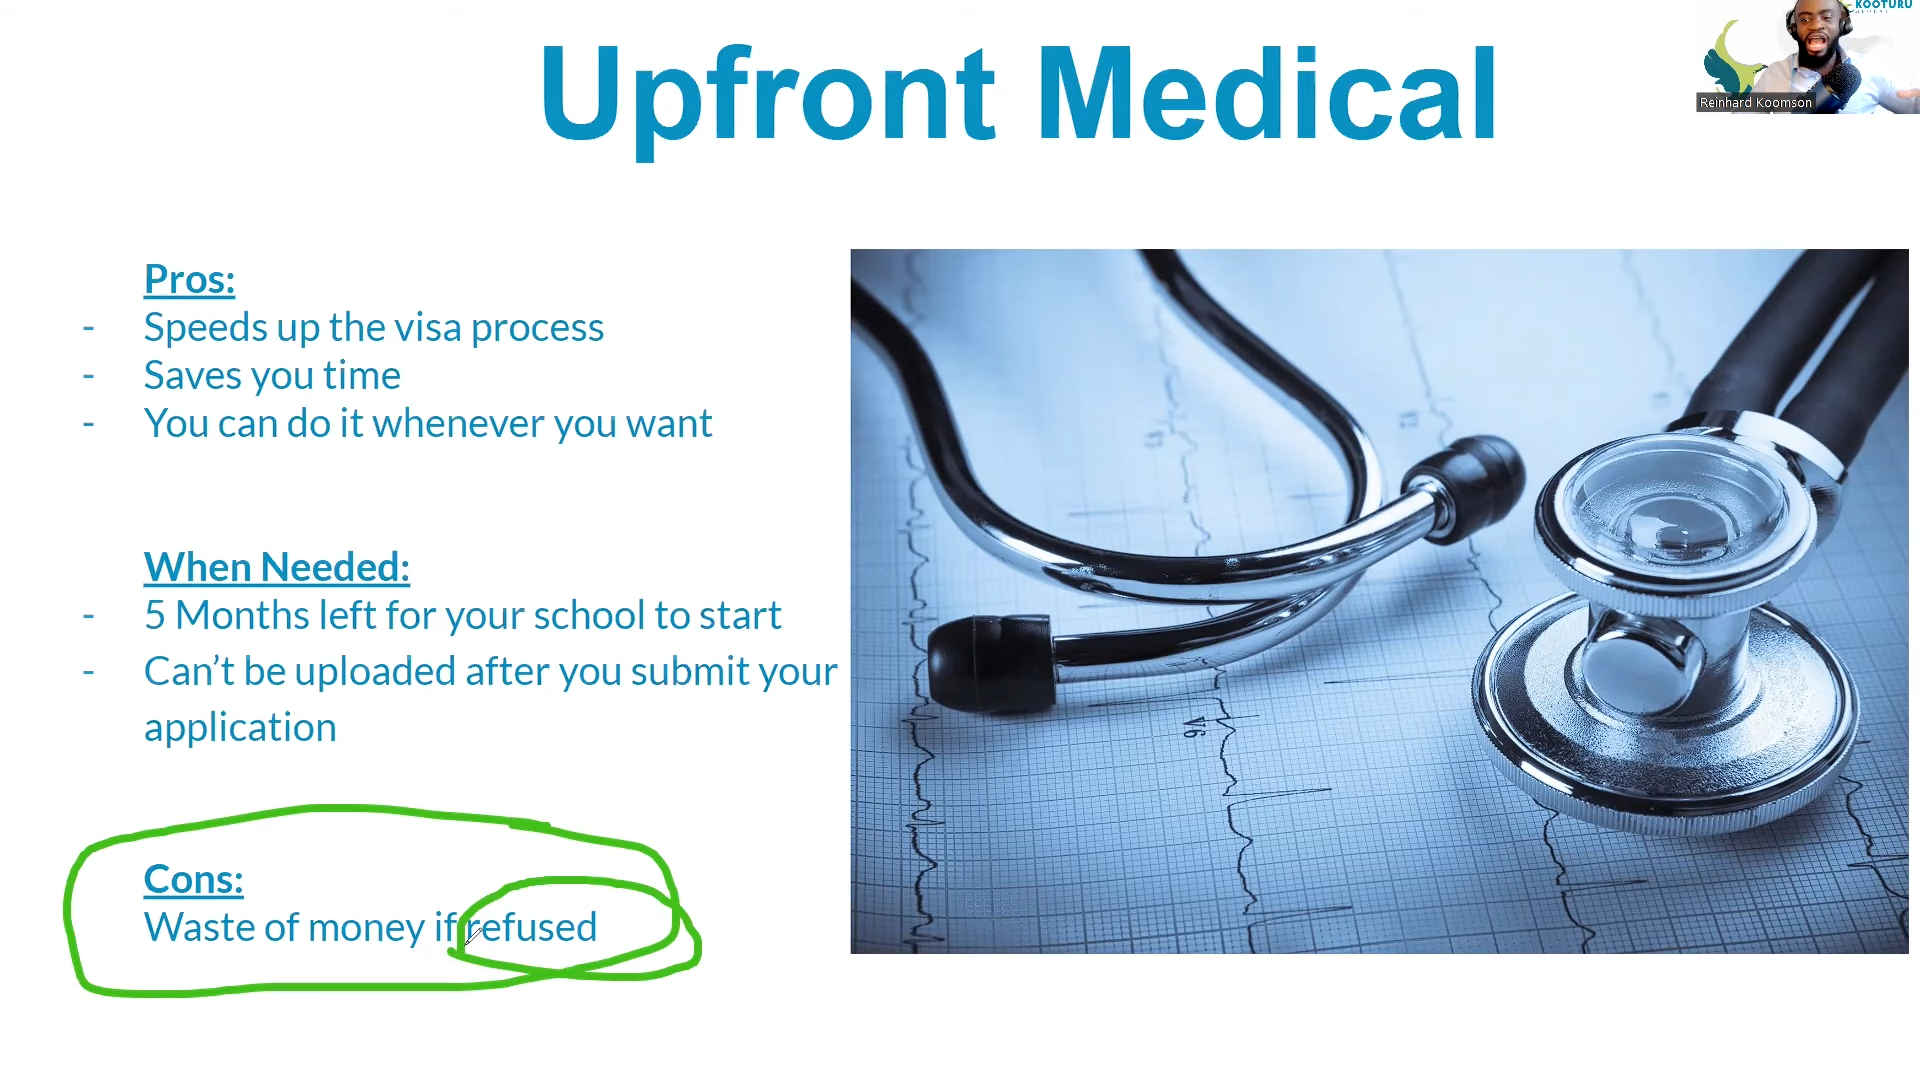 KOOTURU
Upfront Medical
Reinhard Koomson
Pros:
- Speeds up the visa process
- Saves you time
- You can do it whenever you want
When Needed:
- 5 Months left for your school to start
- Can’t be uploaded after you submit your
application
Cons:
Waste of money if refused
V6